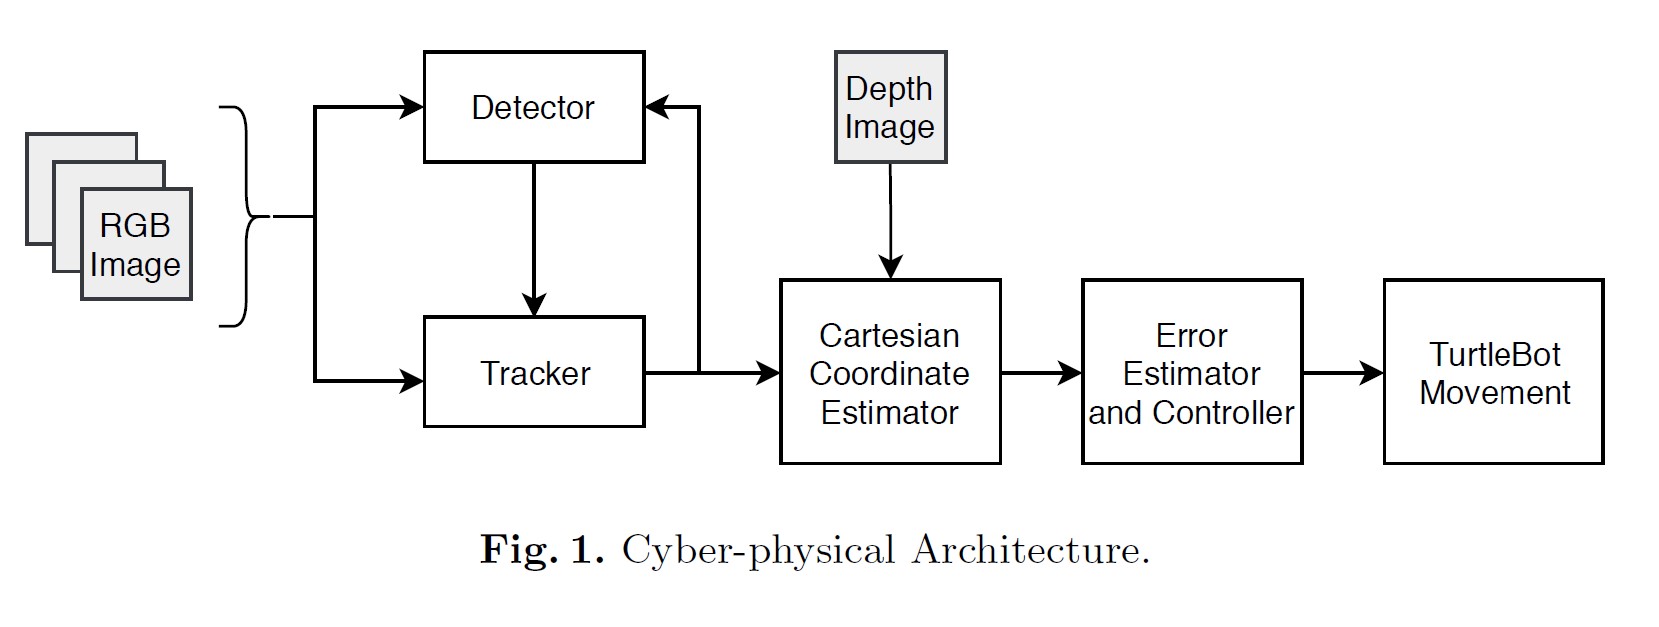 RGB
Image
Detector
Tracker
Depth
Image
Cartesian
Coordinate
Estimator
Error
Estimator
and Controller
TurtleBot
Movement
Fig. 1. Cyber-physical Architecture.